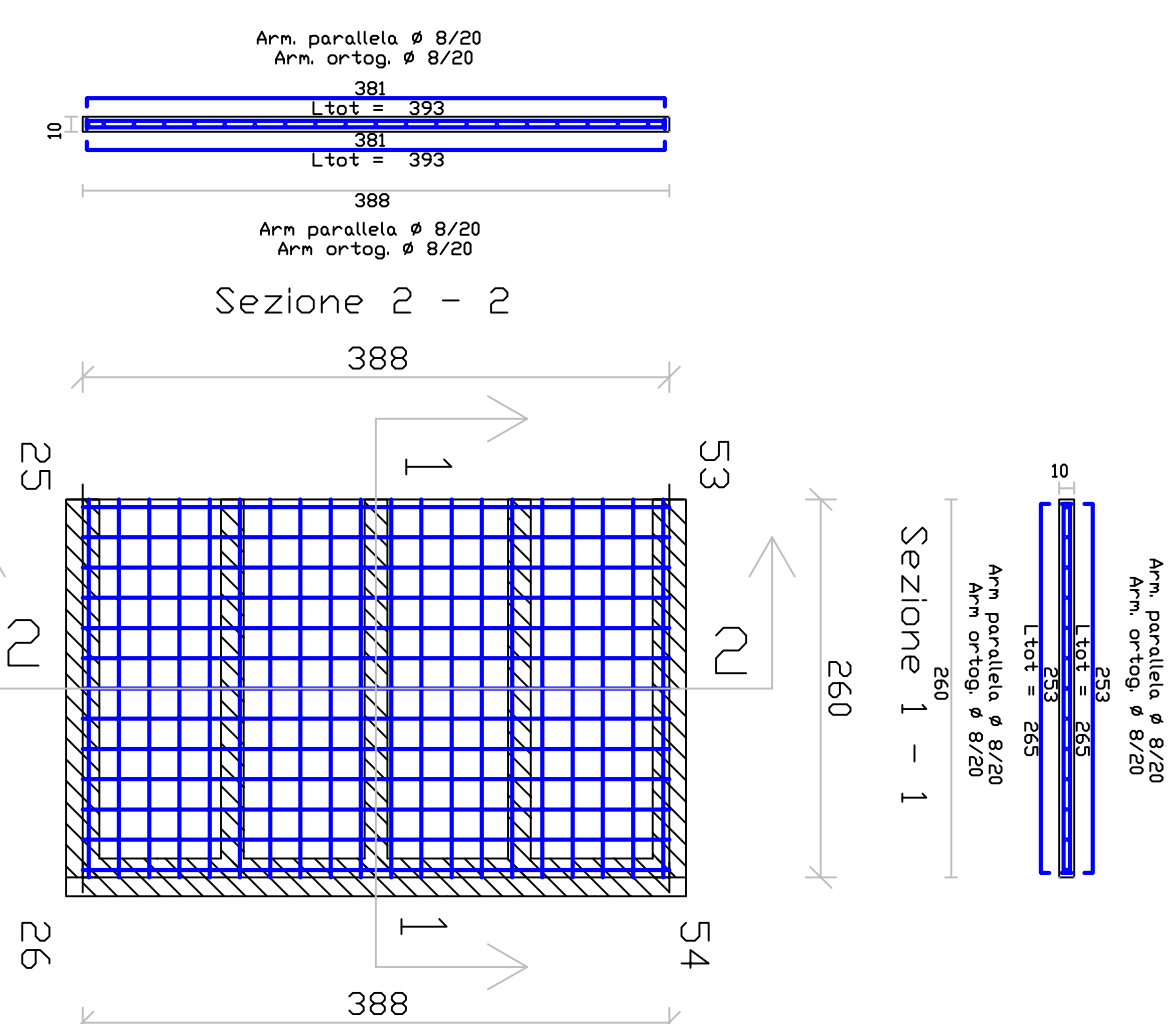 Arm. parallela Ø 8/20
Arm. ortog. Ø 8/20
381
Ltot = 393
10
381
Ltot = 393
388
Arm parallela Ø 8/20
Arm ortog. Ø 8/20
Sezione 2 - 2
388
25
1
53
2
2
260
26
1
54
388
10
Sezione 1 - 1
260
Arm parallela Ø 8/20
Arm ortog. Ø 8/20
Ltot = 265
253
Ltot = 265
253
Arm. parallela Ø 8/20
Arm. ortog. Ø 8/20